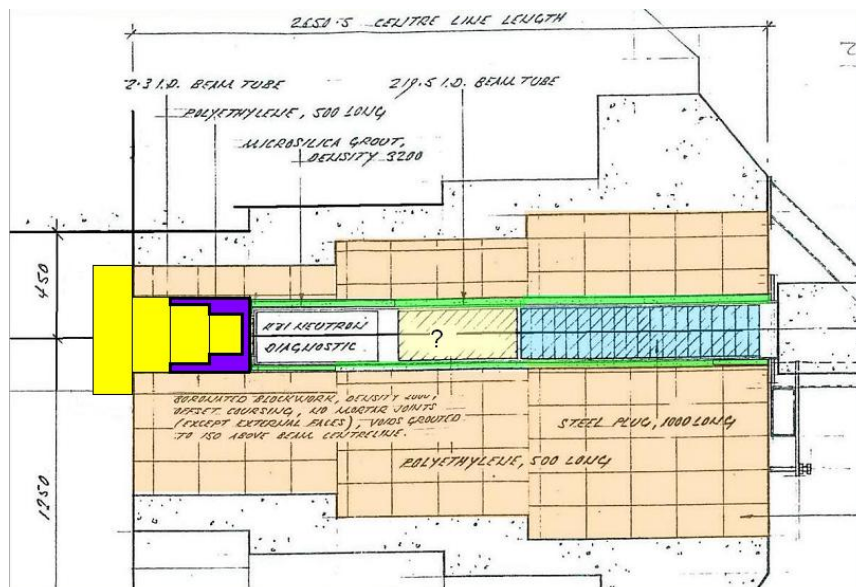 2650·5 CENTRE LINE LENGTH
2·3 I.D. BEAM TUBE
219·5 I.D. BEAM TUBE
POLYETHYLENE, 500 LONG
MICROSILICA GROUT,
DENSITY 3200
450
NEUTRON
DIAGNOSTIC
?
BORONATED BLOCKWORK, DENSITY
OFFSET COURSING, NO MORTAR JOINTS
(EXCEPT EXTERNAL FACES), VOIDS GROUTED
TO 150 ABOVE BEAM CENTRELINE.
STEEL PLUG, 1000 LONG
POLYETHYLENE, 500 LONG
1250